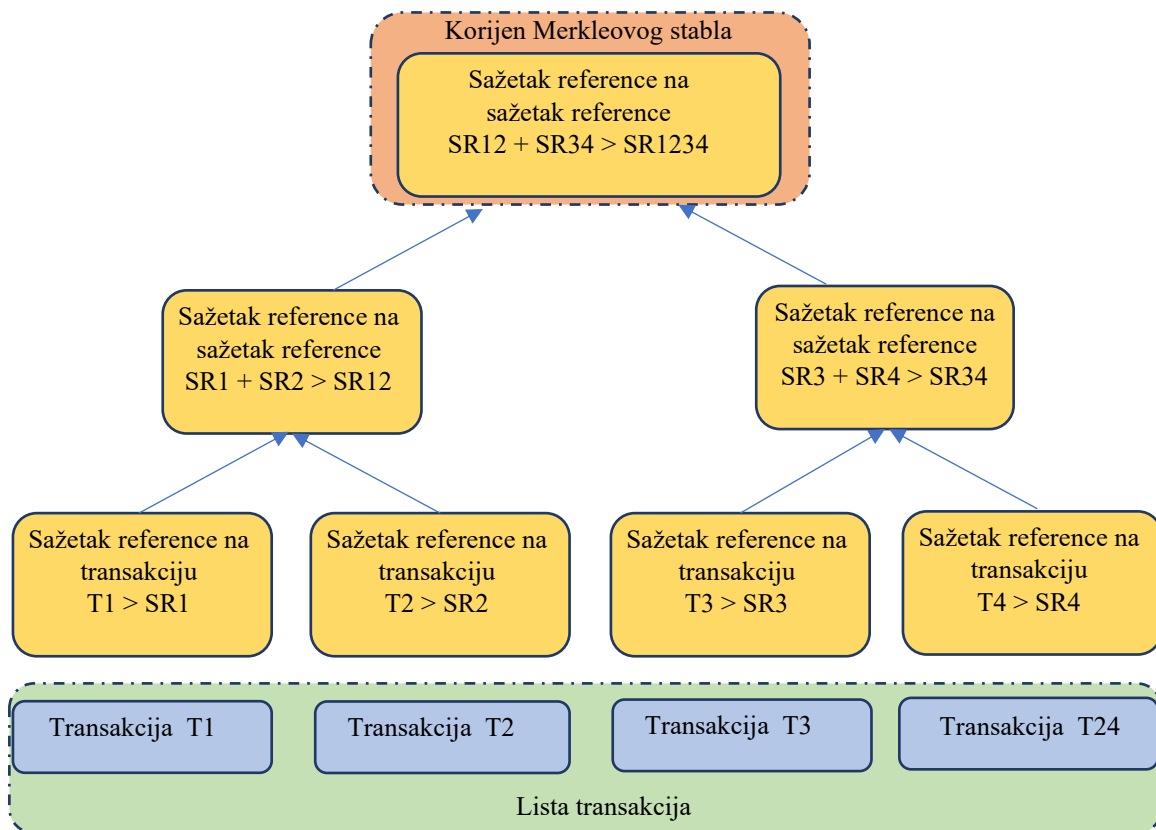 Korijen Merkleovog stabla
Sažetak reference na
sažetak reference
SR12 + SR34 > SR1234
Sažetak reference na
sažetak reference
SR1 + SR2 > SR12
Sažetak reference na
sažetak reference
SR3 + SR4 > SR34
Sažetak reference na
transakciju
T1 > SR1
Sažetak reference na
transakciju
T2 > SR2
Sažetak reference na
transakciju
T3 > SR3
Sažetak reference na
transakciju
T4 > SR4
Transakcija T1
Transakcija T2
Transakcija T3
Transakcija T24
Lista transakcija